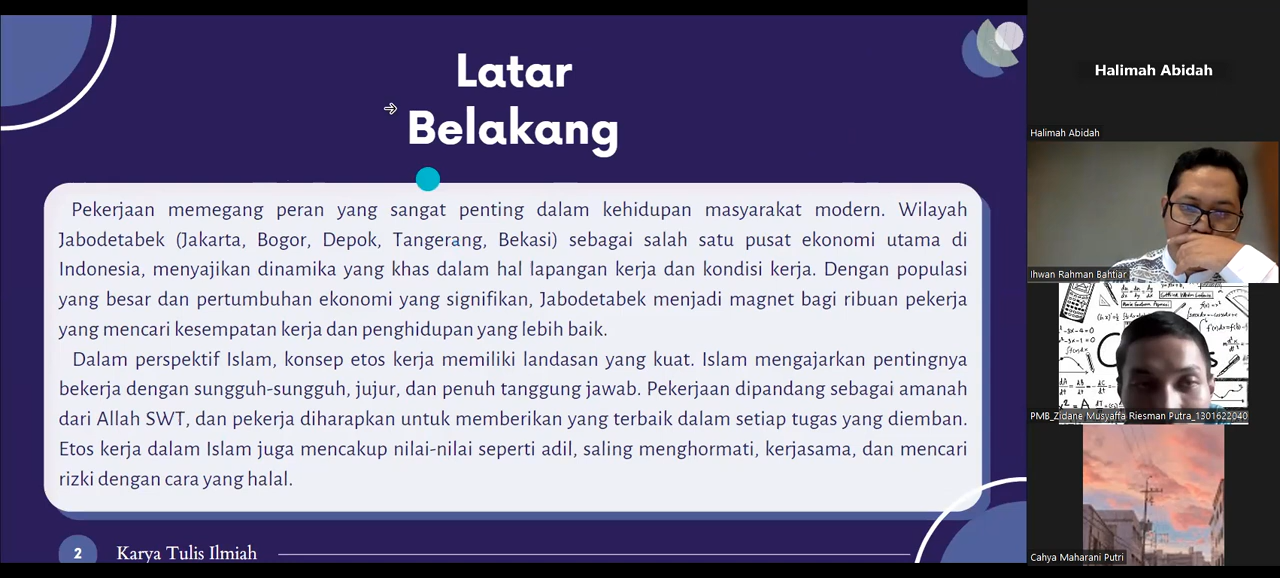 Latar
Belakang
Pekerjaan memegang peran yang sangat penting dalam kehidupan masyarakat modern. Wilayah
Jabodetabek (Jakarta, Bogor, Depok, Tangerang, Bekasi) sebagai salah satu pusat ekonomi utama di
Indonesia, menyajikan dinamika yang khas dalam hal lapangan kerja dan kondisi kerja. Dengan populasi
yang besar dan pertumbuhan ekonomi yang signifikan, Jabodetabek menjadi magnet bagi ribuan pekerja
yang mencari kesempatan kerja dan penghidupan yang lebih baik.
Dalam perspektif Islam, konsep etos kerja memiliki landasan yang kuat. Islam mengajarkan pentingnya
bekerja dengan sungguh-sungguh, jujur, dan penuh tanggung jawab. Pekerjaan dipandang sebagai amanah
dari Allah SWT, dan pekerja diharapkan untuk memberikan yang terbaik dalam setiap tugas yang diemban.
Etos kerja dalam Islam juga mencakup nilai-nilai seperti adil, saling menghormati, kerjasama, dan mencari
rizki dengan cara yang halal.
2 Karya Tulis Ilmiah
Halimah Abidah
Halimah Abidah
Ihwan Rahman Bahtiar
PMB_Zidane Musyaffa Riesman Putra_1301622040
Cahya Maharani Putri